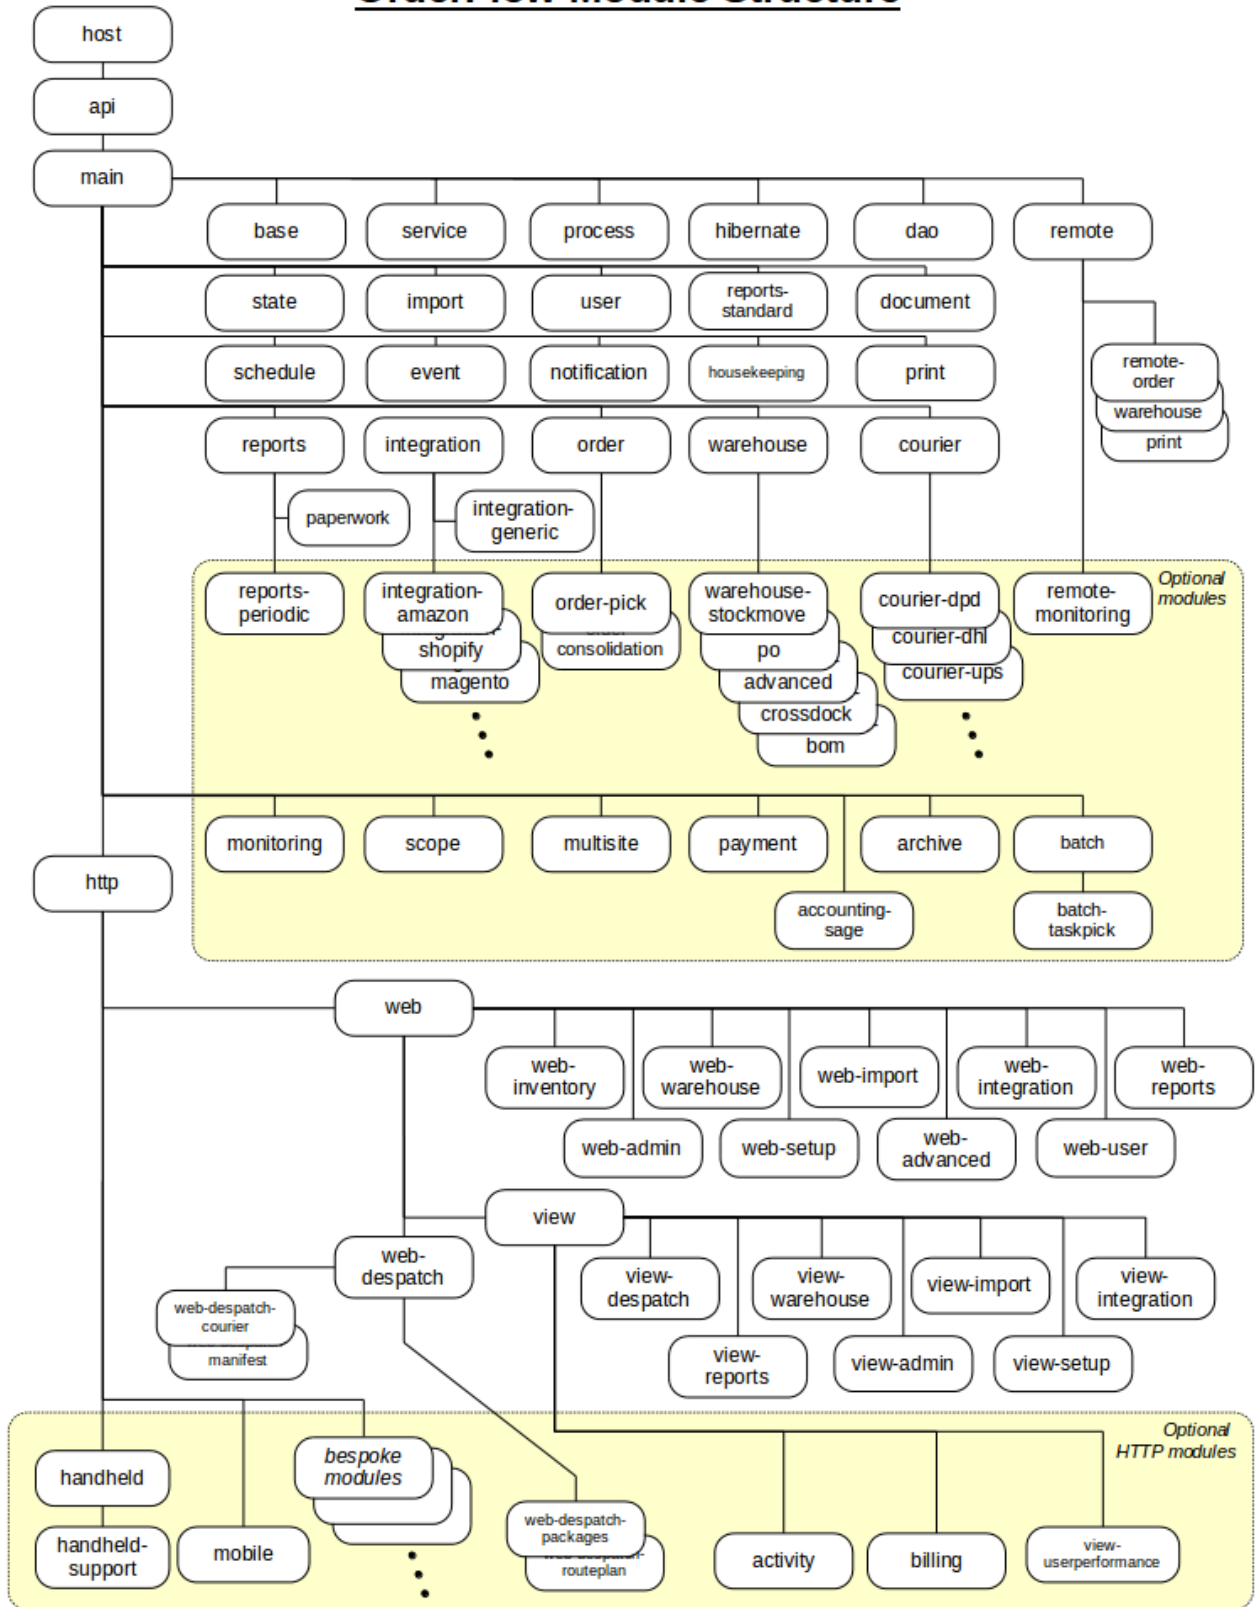 OrderFlow Module Structure
host
api
main
base
service
process
hibernate
dao
remote
state
import
user
reports-
standard
document
schedule
event
notification
housekeeping
print
remote-
order
warehouse
print
reports
integration
order
warehouse
courier
paperwork
integration-
generic
Optional
modules
reports-
periodic
integration-
amazon
shopify
magento
order-pick
consolidation
warehouse-
stockmove
po
advanced
crossdock
bom
courier-dpd
courier-dhl
courier-ups
remote-
monitoring
monitoring
scope
multisite
payment
archive
batch
http
accounting-
sage
batch-
taskpick
web
web-
inventory
web-
warehouse
web-import
web-
integration
web-
reports
web-admin
web-setup
web-
advanced
web-user
view
web-
despatch
view-
despatch
view-
warehouse
view-import
view-
integration
web-despatch-
courier
manifest
view-
reports
view-admin
view-setup
Optional
HTTP modules
handheld
bespoke
modules
handheld-
support
mobile
web-despatch-
packages
routeplan
activity
billing
view-
userperformance